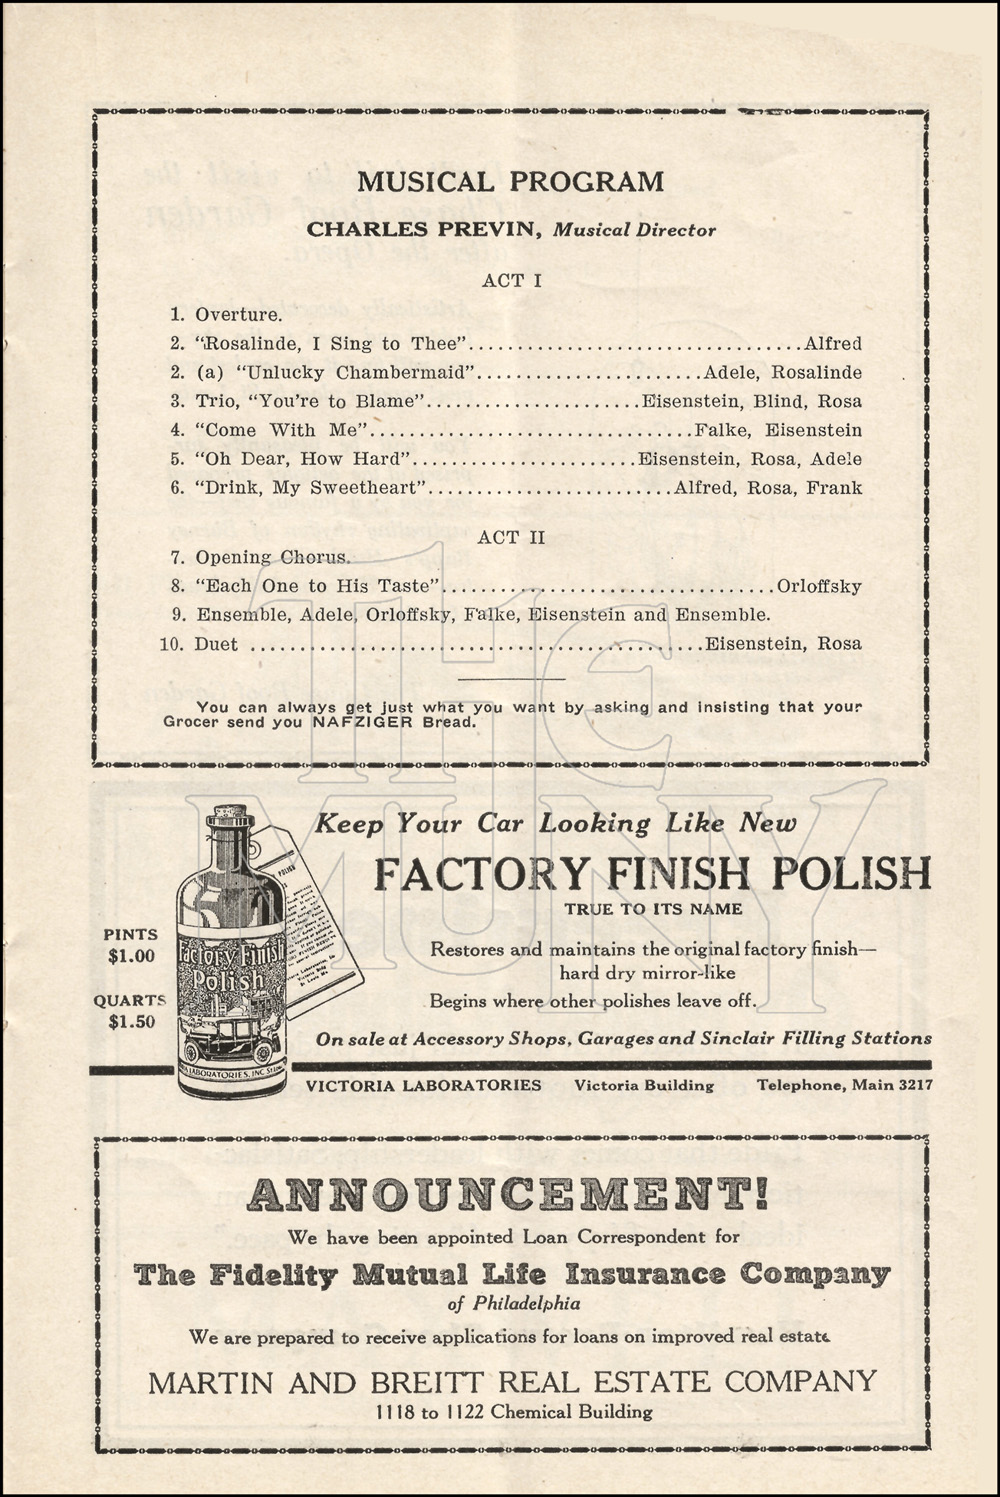 MUSICAL PROGRAM
CHARLES PREVIN, Musical Director
ACT I
1. Overture.
2. "Rosalinde, I Sing to Thee"..................................Alfred
2. (a) "Unlucky Chambermaid".......................Adele, Rosalinde
3. Trio, "You're to Blame"......................Eisenstein, Blind, Rosa
4. "Come With Me".................................Falke, Eisenstein
5. "Oh Dear, How Hard".......................Eisenstein, Rosa, Adele
6. "Drink, My Sweetheart".........................Alfred, Rosa, Frank
ACT II
7. Opening Chorus.
8. "Each One to His Taste"..................................Orloffsky
9. Ensemble, Adele, Orloffsky, Falke, Eisenstein and Ensemble.
10. Duet ..............................................Eisenstein, Rosa
You can always get just what you want by asking and insisting that your
Grocer send you NAFZIGER Bread.
THE
MUNY
Keep Your Car Looking Like New
FACTORY FINISH POLISH
TRUE TO ITS NAME
PINTS
$1.00
QUARTS
$1.50
Factory Finish
Polish
LABORATORIES, INC St
Restores and maintains the original factory finish—
hard dry mirror-like
Begins where other polishes leave off.
On sale at Accessory Shops, Garages and Sinclair Filling Stations
VICTORIA LABORATORIES Victoria Building Telephone, Main 3217
ANNOUNCEMENT!
We have been appointed Loan Correspondent for
The Fidelity Mutual Life Insurance Company
of Philadelphia
We are prepared to receive applications for loans on improved real estate
MARTIN AND BREITT REAL ESTATE COMPANY
1118 to 1122 Chemical Building